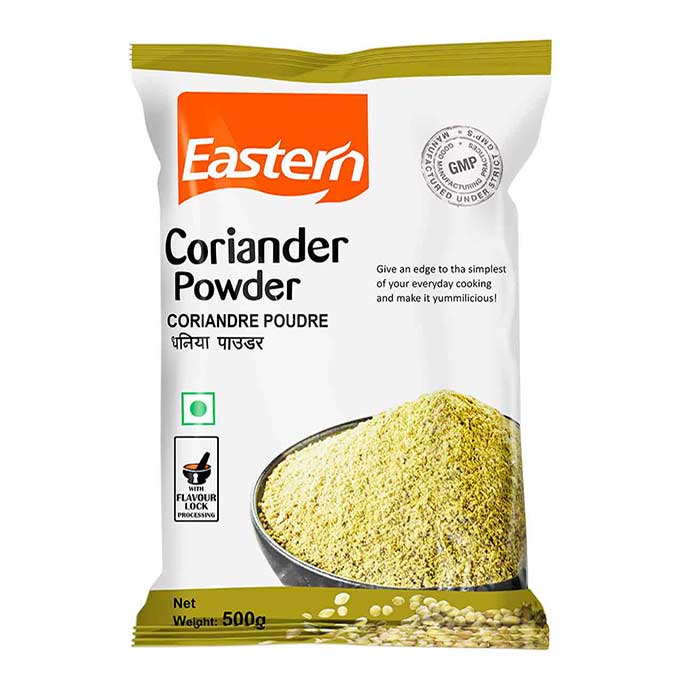 Eastern
Coriander
Powder
CORIANDRE POUDRE
धनिया पाउडर
MANUFACTURED UNDER STRICT GMP'S
GOOD MANUFACTURING PRACTICES
GMP
Give an edge to tha simplest
of your everyday cooking
and make it yummilicious!
WITH
FLAVOUR
LOCK
PROCESSING
Net
Weight: 500g